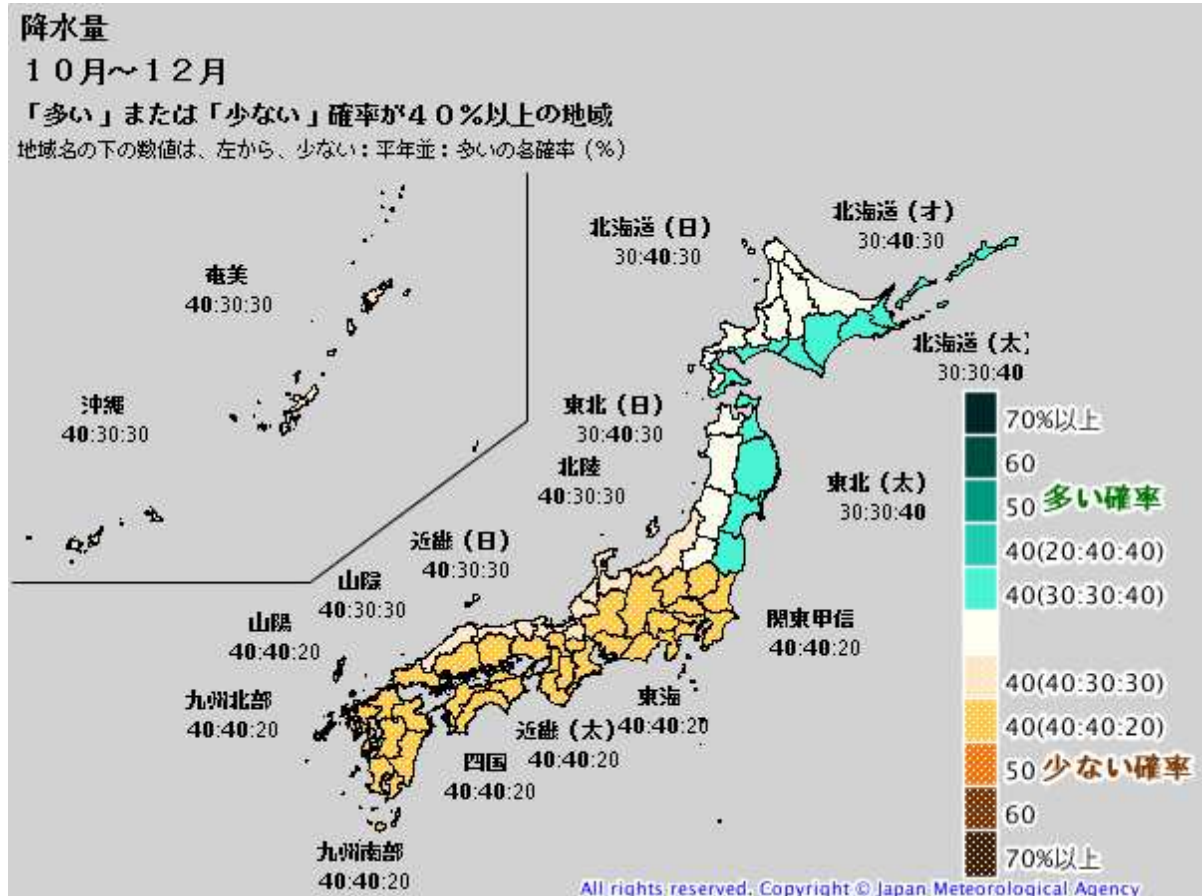 降水量
１０月～１２月
「多い」または「少ない」確率が４０％以上の地域
地域名の下の数値は、左から、少ない：平年並：多いの各確率（％）
北海道（日）
30:40:30
北海道（オ）
30:40:30
奄美
40:30:30
北海道（太）
30:30:40
沖縄
40:30:30
東北（日）
30:40:30
北陸
40:30:30
東北（太）
30:30:40
近畿（日）
40:30:30
山陰
40:30:30
山陽
40:40:20
関東甲信
40:40:20
九州北部
40:40:20
東海
40:40:20
近畿（太）
40:40:20
四国
40:40:20
九州南部
40:40:20
70%以上
60
50 多い確率
40(20:40:40)
40(30:30:40)
40(40:30:30)
40(40:40:20)
50 少ない確率
60
70%以上
All rights reserved. Copyright © Japan Meteorological Agency